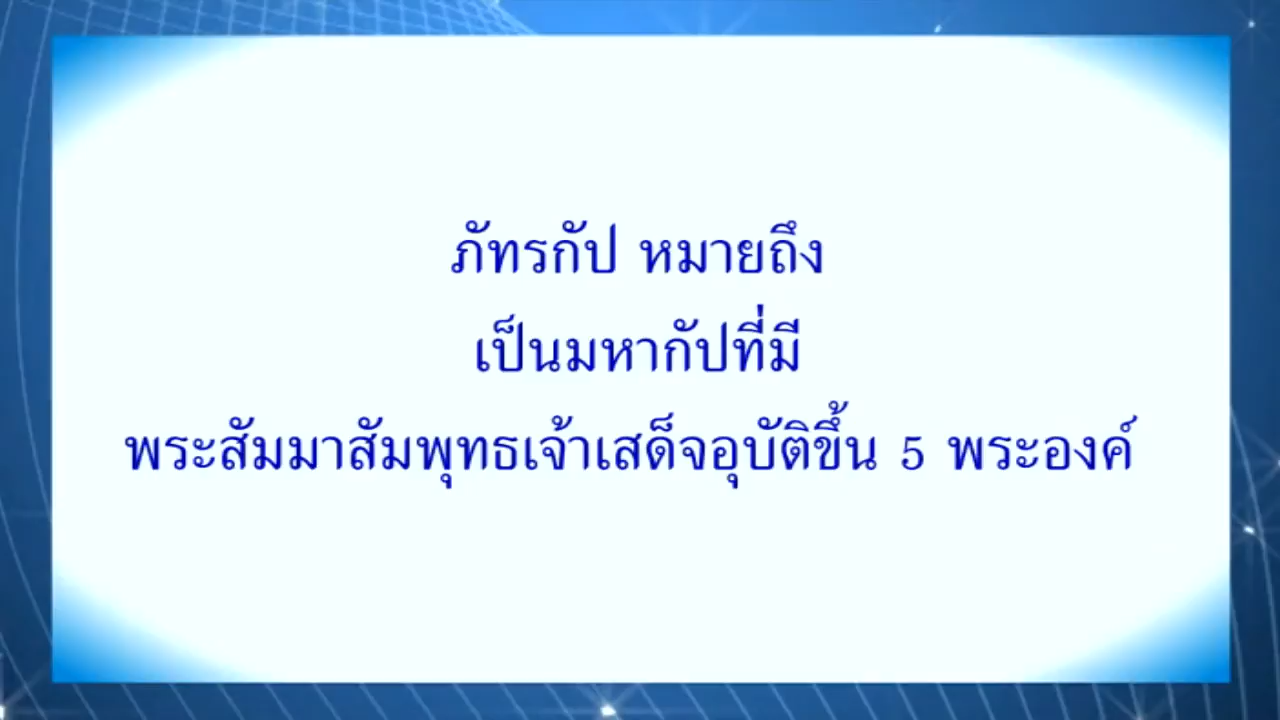 ภัทรกัป หมายถึง
เป็นมหากัปที่มี
พระสัมมาสัมพุทธเจ้าเสด็จอุบัติขึ้น 5 พระองค์